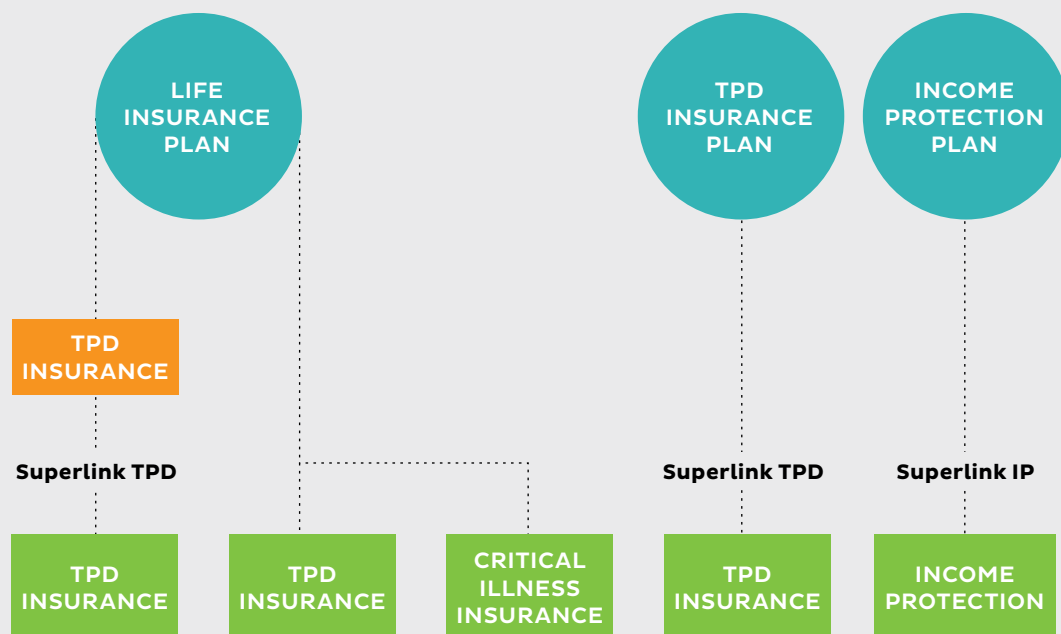 LIFE
INSURANCE
PLAN
TPD
INSURANCE
PLAN
INCOME
PROTECTION
PLAN
TPD
INSURANCE
Superlink TPD
Superlink TPD
Superlink IP
TPD
INSURANCE
TPD
INSURANCE
CRITICAL
ILLNESS
INSURANCE
TPD
INSURANCE
INCOME
PROTECTION